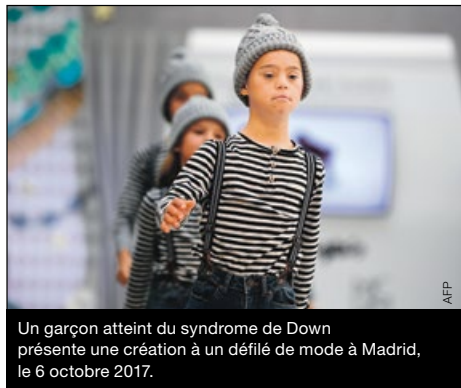 AFP
Un garçon atteint du syndrome de Down
présente une création à un défilé de mode à Madrid,
le 6 octobre 2017.